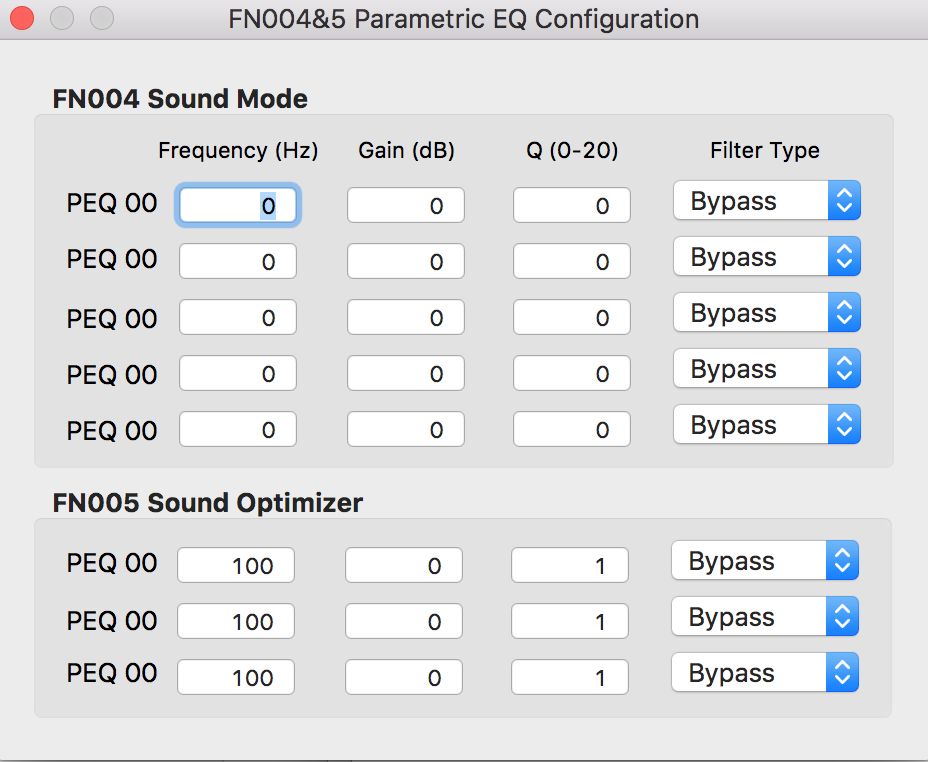 FN004&5 Parametric EQ Configuration
FN004 Sound Mode
Frequency (Hz) Gain (dB) Q (0-20) Filter Type
PEQ 00 0 0 0 Bypass
PEQ 00 0 0 0 Bypass
PEQ 00 0 0 0 Bypass
PEQ 00 0 0 0 Bypass
PEQ 00 0 0 0 Bypass
FN005 Sound Optimizer
PEQ 00 100 0 1 Bypass
PEQ 00 100 0 1 Bypass
PEQ 00 100 0 1 Bypass